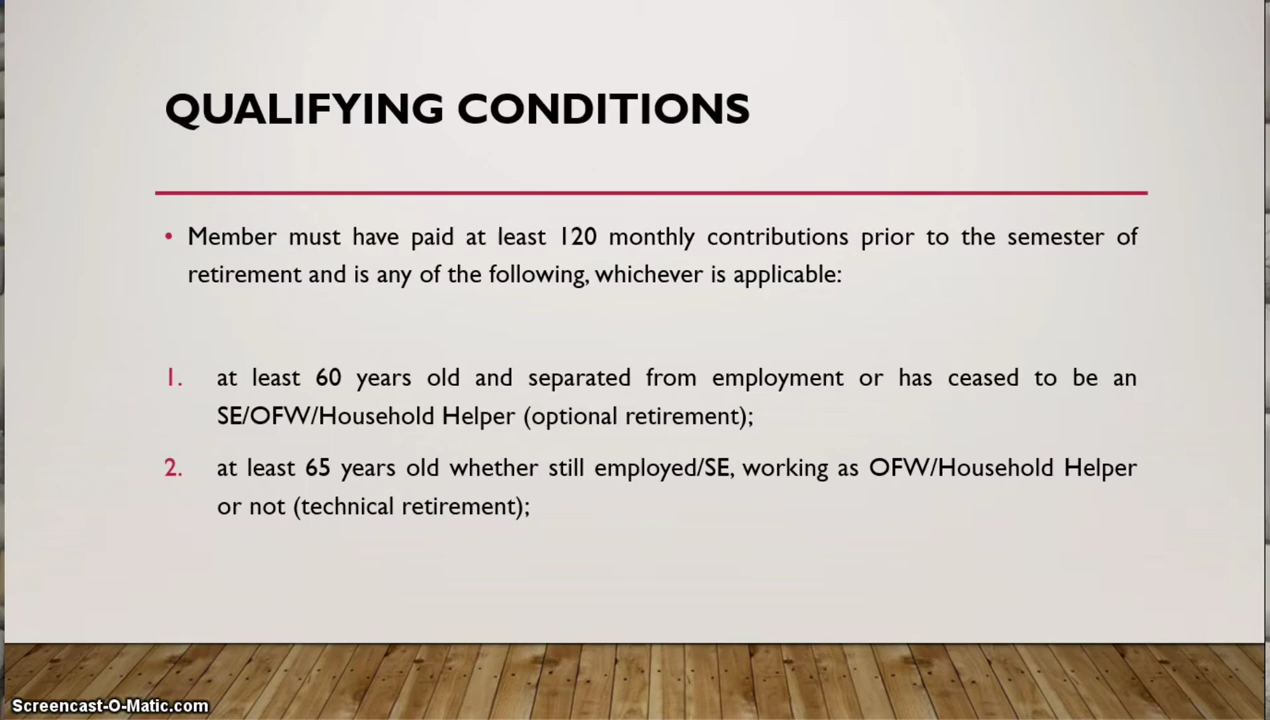 QUALIFYING CONDITIONS
• Member must have paid at least 120 monthly contributions prior to the semester of
retirement and is any of the following, whichever is applicable:
1. at least 60 years old and separated from employment or has ceased to be an
SE/OFW/Household Helper (optional retirement);
2. at least 65 years old whether still employed/SE, working as OFW/Household Helper
or not (technical retirement);
Screencast-O-Matic.com